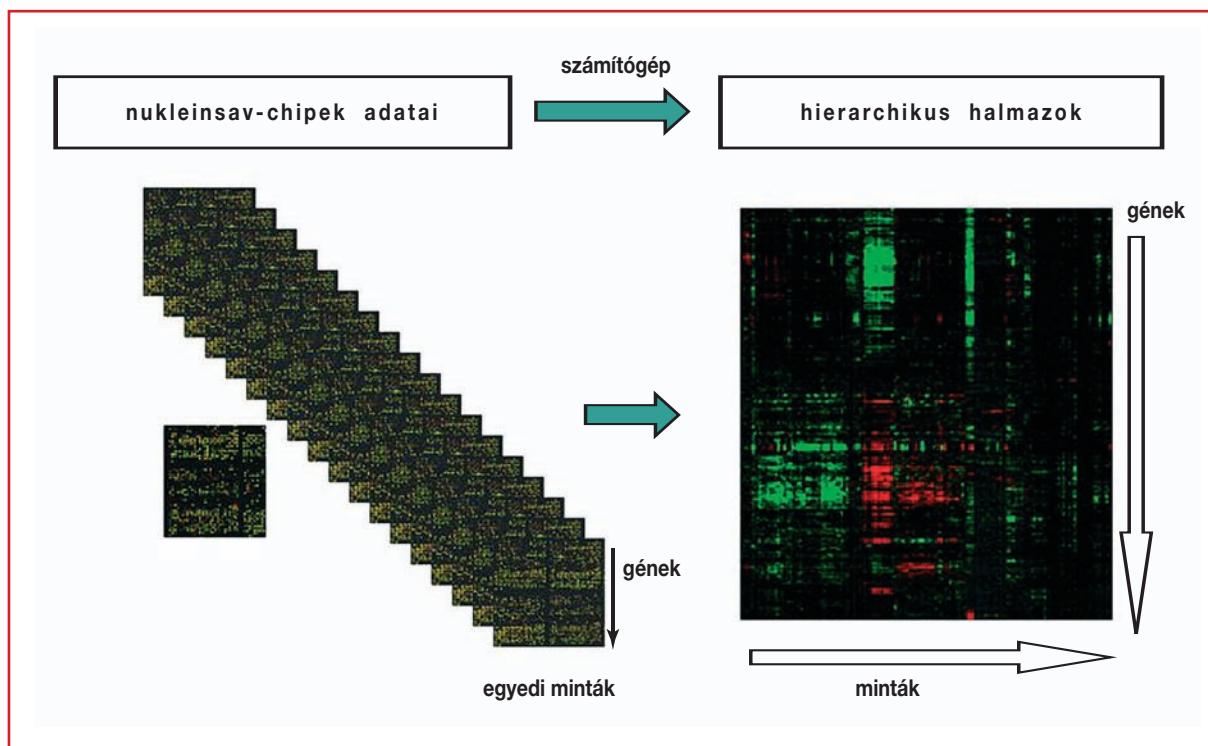 számítógép
nukleinsav-chipek adatai
hierarchikus halmazok
gének
gének
egyedi minták
minták